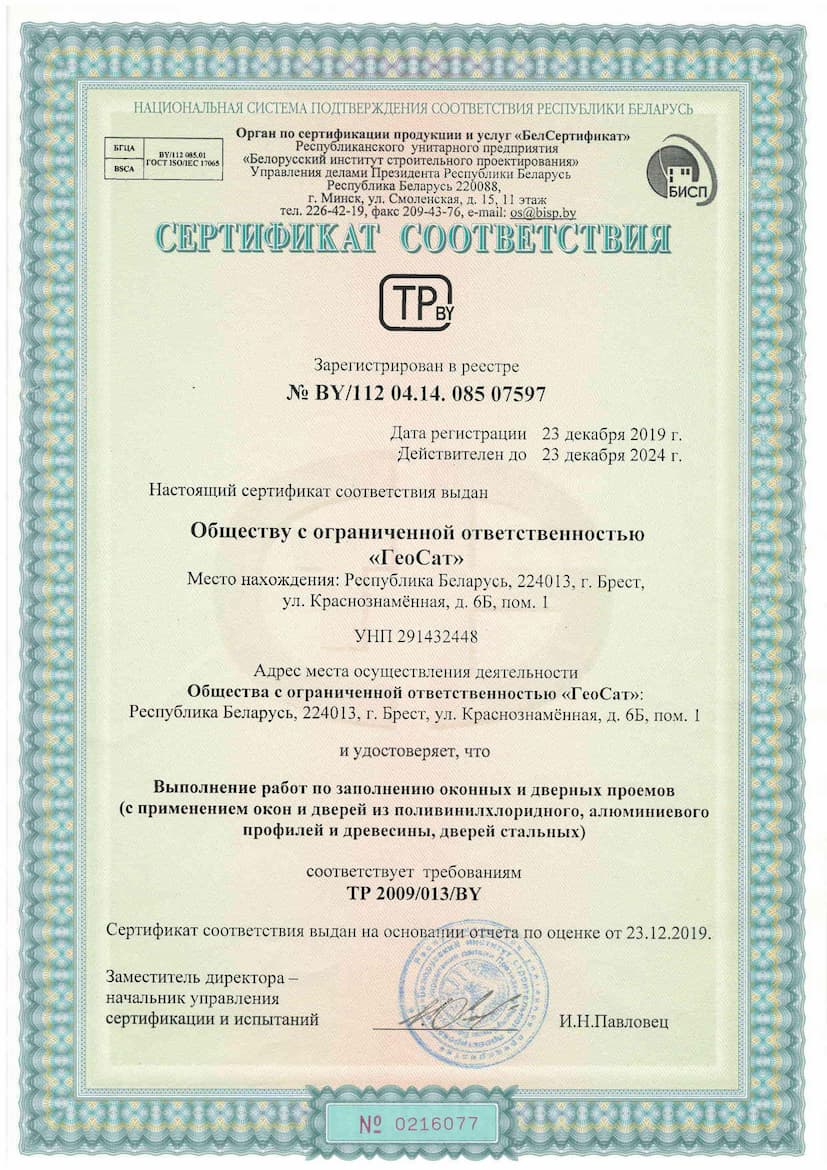 НАЦИОНАЛЬНАЯ СИСТЕМА ПОДТВЕРЖДЕНИЯ СООТВЕТСТВИЯ РЕСПУБЛИКИ БЕЛАРУСЬ
БГЦА
BSCA
BY/112 085.01
ГОСТ ISO/IEC 17065
Орган по сертификации продукции и услуг «БелСертификат»
Республиканского унитарного предприятия
«Белорусский институт строительного проектирования»
Управления делами Президента Республики Беларусь
Республика Беларусь 220088,
г. Минск, ул. Смоленская, д. 15, 11 этаж
тел. 226-42-19, факс 209-43-76, e-mail: os@bisp.by
БИСП
СЕРТИФИКАТ СООТВЕТСТВИЯ
ТР BY
Зарегистрирован в реестре
№ BY/112 04.14. 085 07597
Дата регистрации 23 декабря 2019 г.
Действителен до 23 декабря 2024 г.
Настоящий сертификат соответствия выдан
Обществу с ограниченной ответственностью
«ГеоСат»
Место нахождения: Республика Беларусь, 224013, г. Брест,
ул. Краснознамённая, д. 6Б, пом. 1
УНП 291432448
Адрес места осуществления деятельности
Общества с ограниченной ответственностью «ГеоСат»:
Республика Беларусь, 224013, г. Брест, ул. Краснознамённая, д. 6Б, пом. 1
и удостоверяет, что
Выполнение работ по заполнению оконных и дверных проемов
(с применением окон и дверей из поливинилхлоридного, алюминиевого
профилей и древесины, дверей стальных)
соответствует требованиям
ТР 2009/013/BY
Сертификат соответствия выдан на основании отчета по оценке от 23.12.2019.
Заместитель директора –
начальник управления
сертификации и испытаний
И.Н.Павловец
№ 0216077